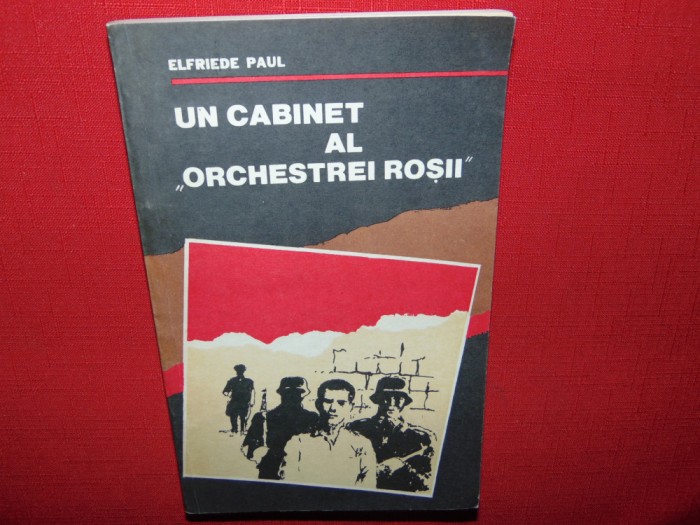 ELFRIEDE PAUL
UN CABINET
AL
„ORCHESTREI ROȘII"